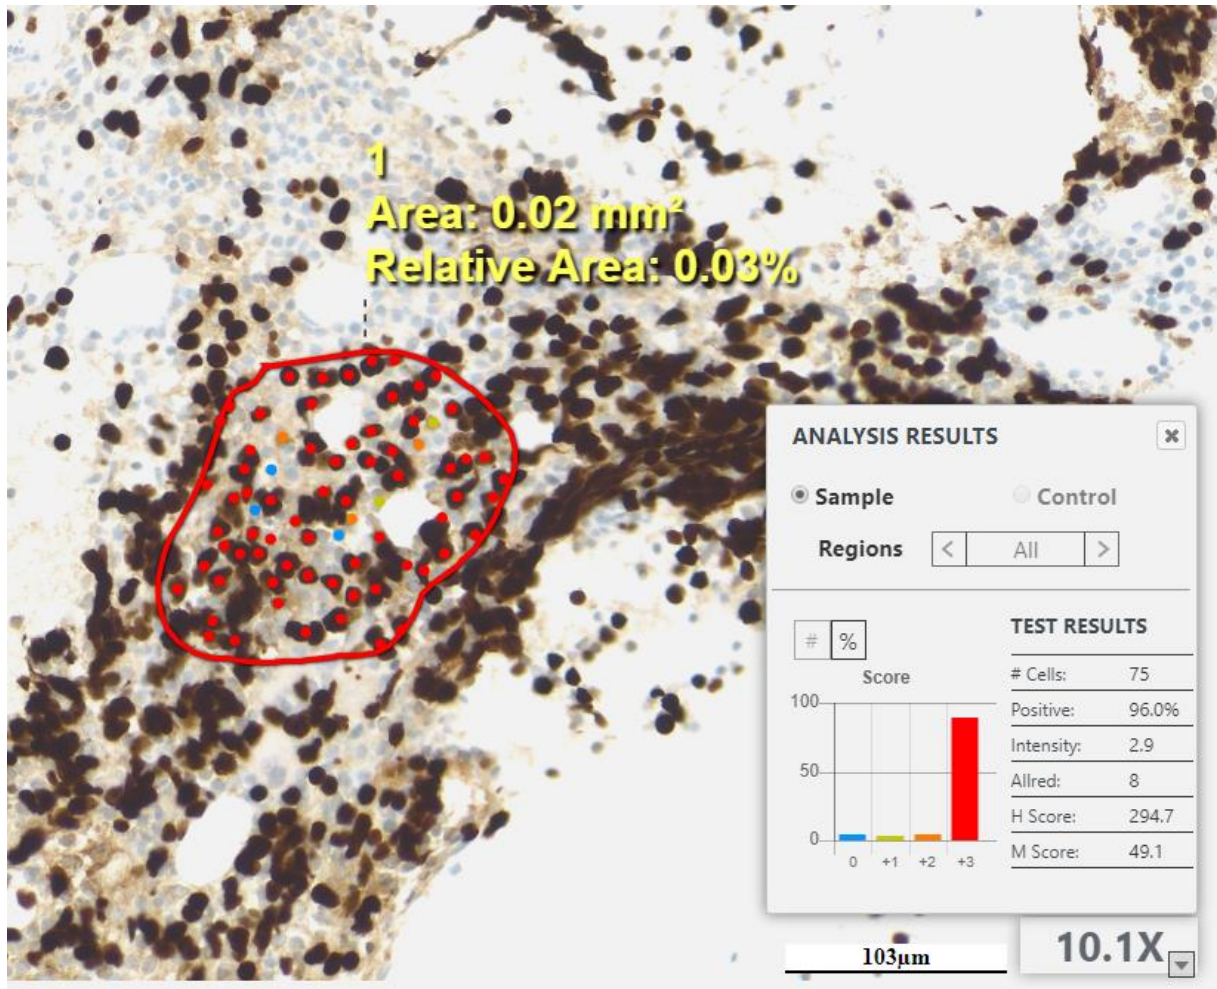 1
Area: 0.02 mm²
Relative Area: 0.03%
ANALYSIS RESULTS
Sample
Control
Regions
<
All
>
# %
Score
100
50
0
0 +1 +2 +3
TEST RESULTS
# Cells: 75
Positive: 96.0%
Intensity: 2.9
Allred: 8
H Score: 294.7
M Score: 49.1
103µm
10.1X